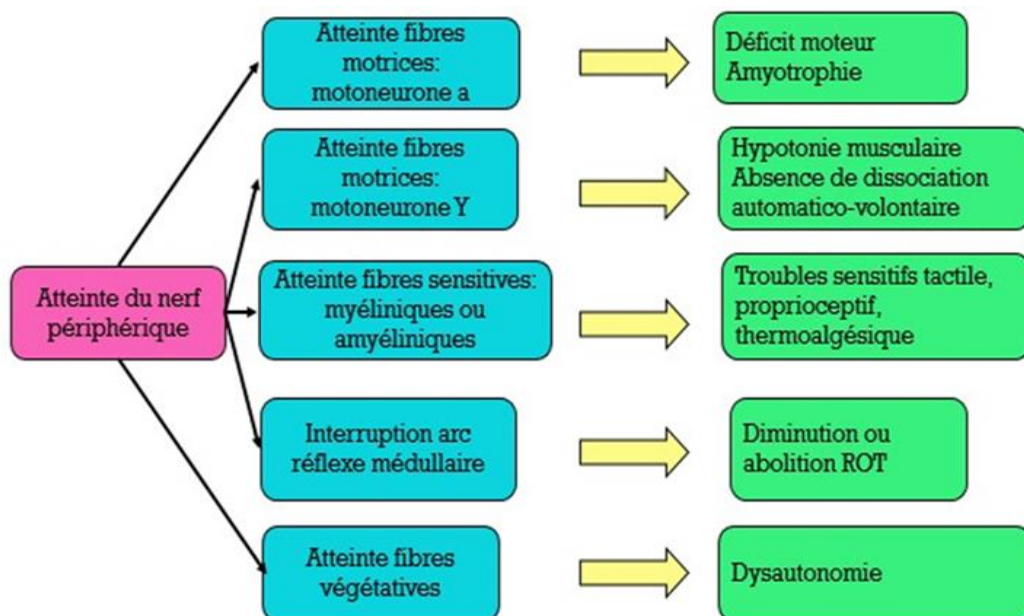 Atteinte fibres
motrices:
motoneurone a
Déficit moteur
Amyotrophie
Atteinte fibres
motrices:
motoneurone Y
Hypotonie musculaire
Absence de dissociation
automatico-volontaire
Atteinte du nerf
périphérique
Atteinte fibres sensitives:
myéliniques ou
amyéliniques
Troubles sensitifs tactile,
proprioceptif,
thermoalgésique
Interruption arc
réflexe médullaire
Diminution ou
abolition ROT
Atteinte fibres
végétatives
Dysautonomie